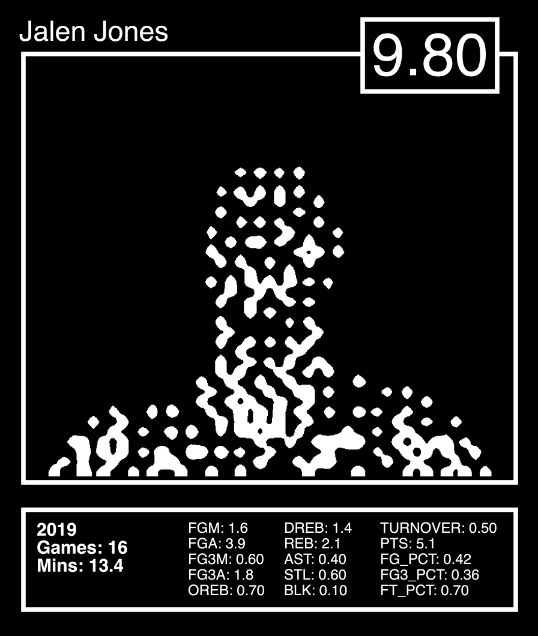 Jalen Jones
9.80
2019
Games: 16
Mins: 13.4
FGM: 1.6
FGA: 3.9
FG3M: 0.60
FG3A: 1.8
OREB: 0.70
DREB: 1.4
REB: 2.1
AST: 0.40
STL: 0.60
BLK: 0.10
TURNOVER: 0.50
PTS: 5.1
FG_PCT: 0.42
FG3_PCT: 0.36
FT_PCT: 0.70